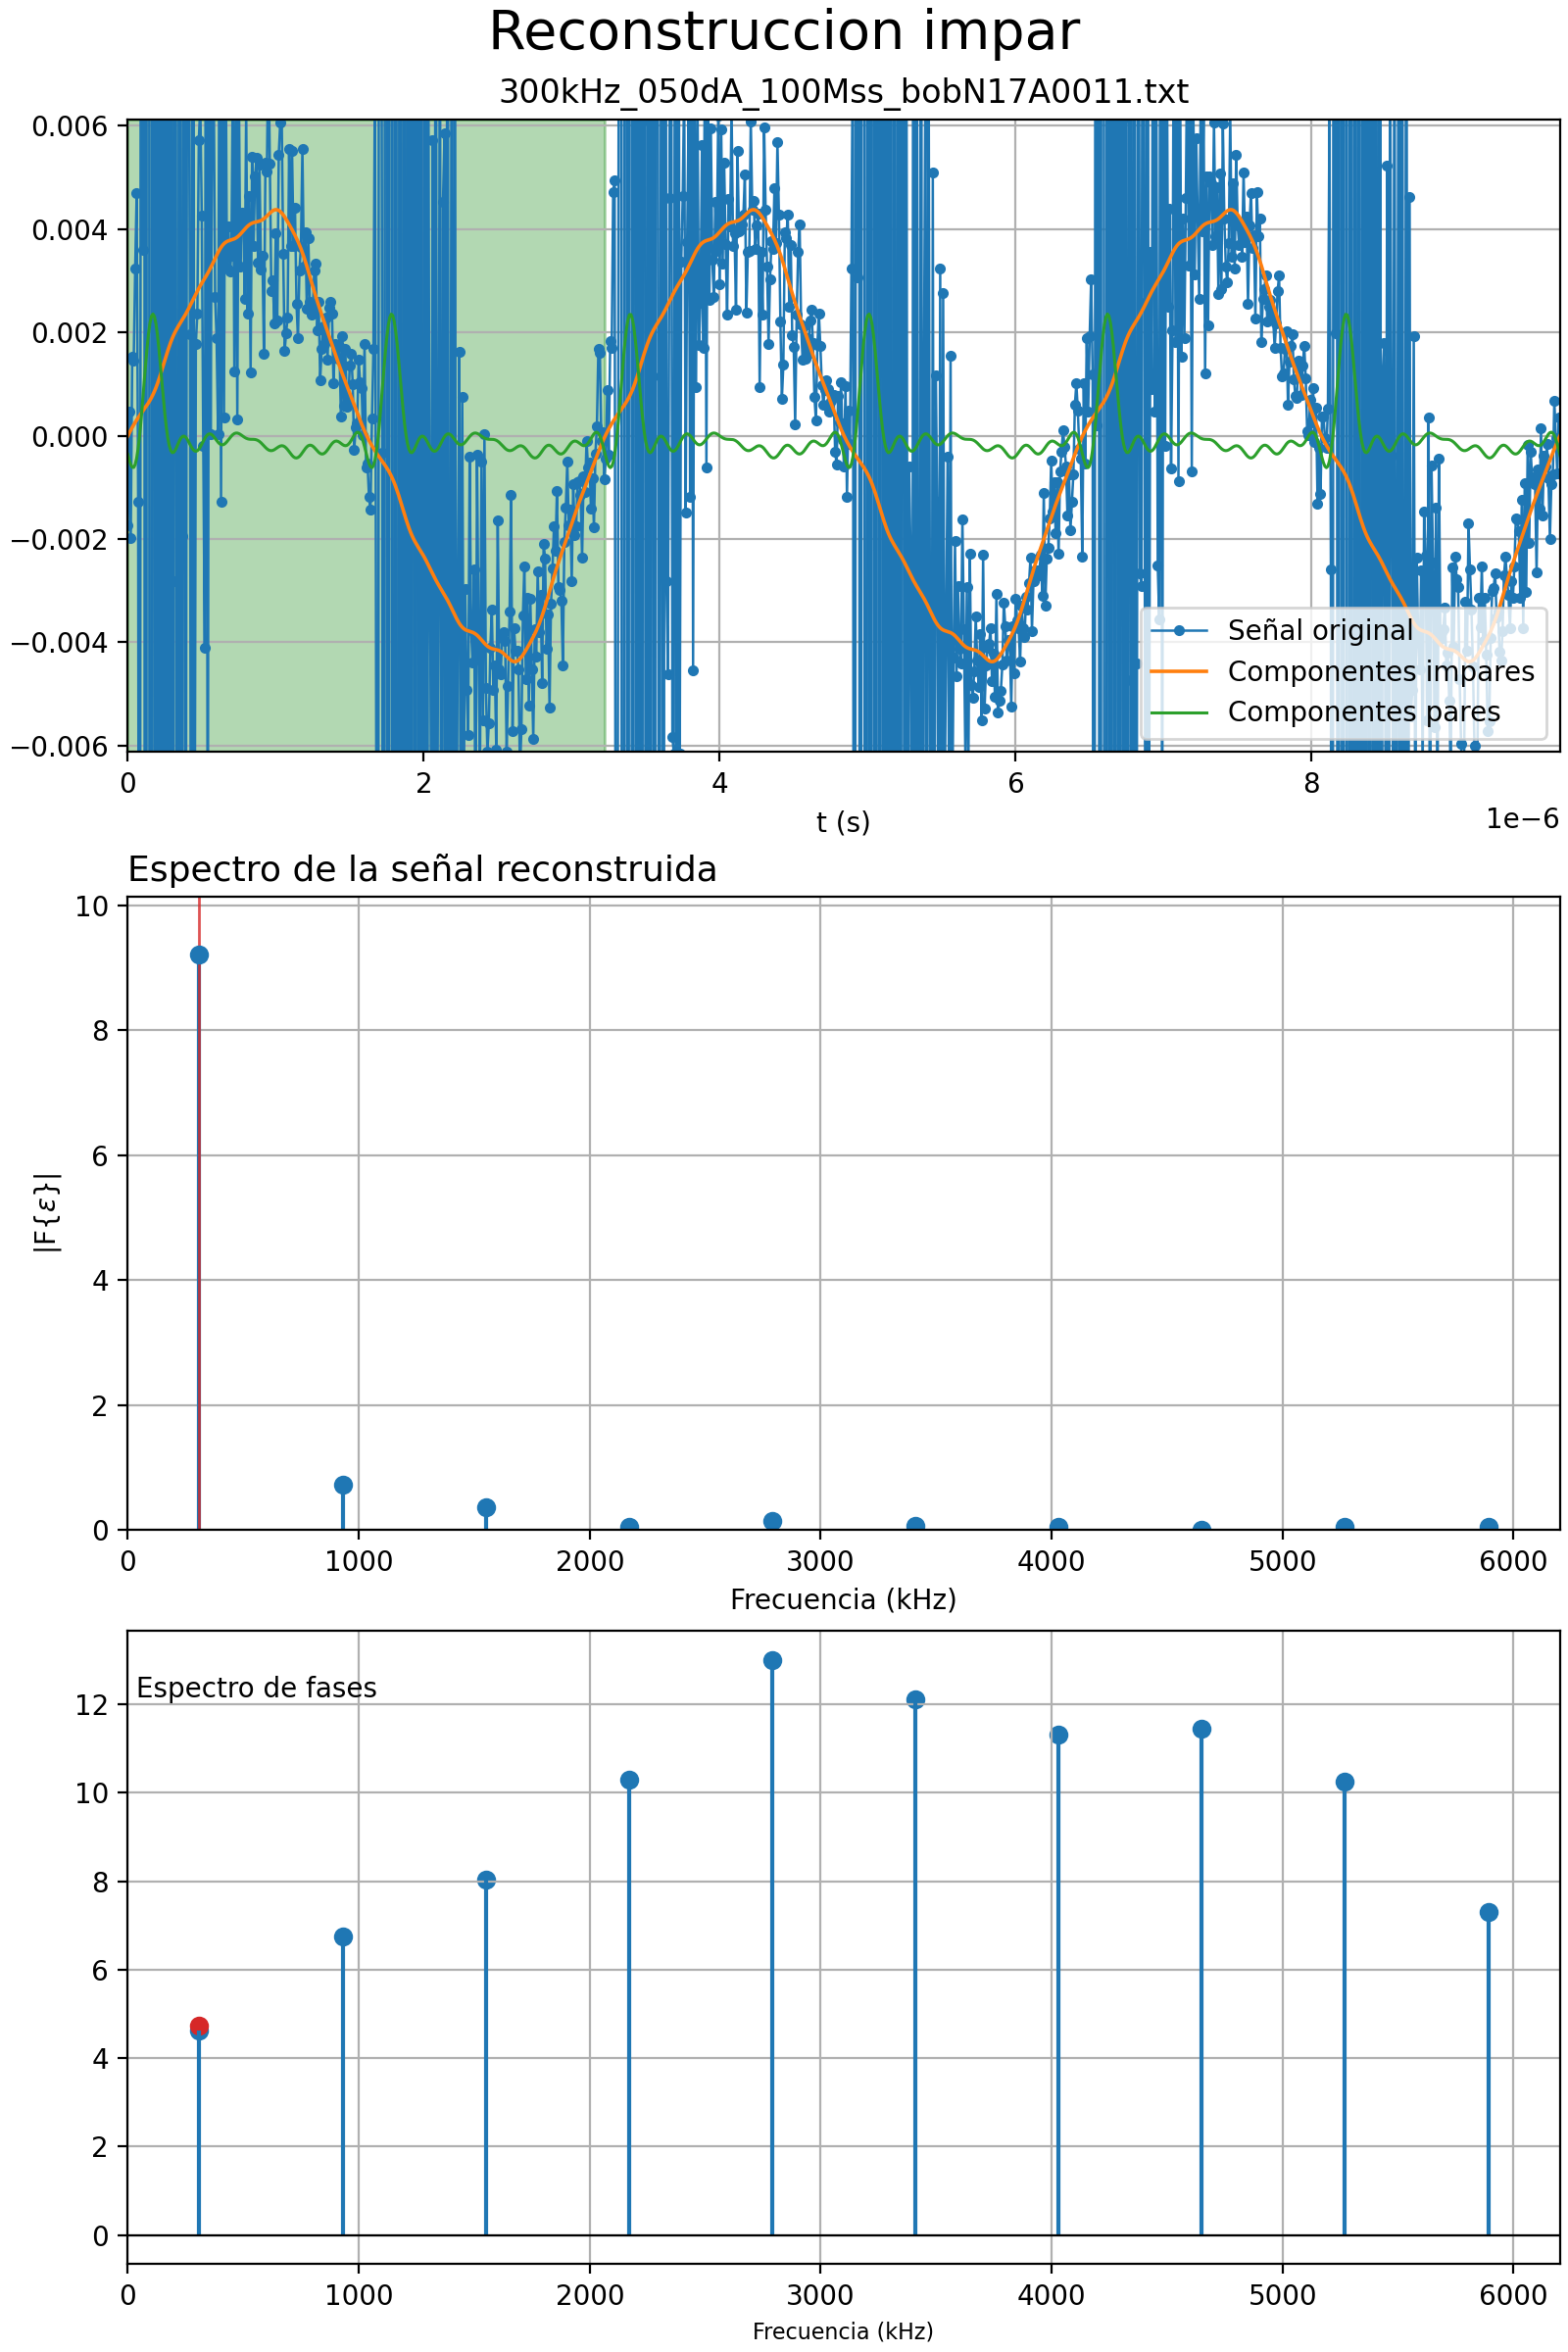 Reconstruccion impar
300kHz_050dA_100Mss_bobN17A0011.txt
0.006
0.004
0.002
0.000
−0.002
−0.004
−0.006
Señal original
Componentes impares
Componentes pares
0 2 4 6 8
1e−6
t (s)
Espectro de la señal reconstruida
10
8
6
4
2
0
|F{ε}|
0 1000 2000 3000 4000 5000 6000
Frecuencia (kHz)
Espectro de fases
12
10
8
6
4
2
0
0 1000 2000 3000 4000 5000 6000
Frecuencia (kHz)